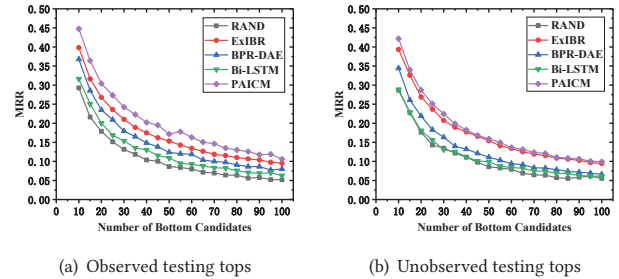 0.50
0.45
0.40
0.35
0.30
0.25
0.20
0.15
0.10
0.05
0.00
MRR
0 10 20 30 40 50 60 70 80 90 100
Number of Bottom Candidates
RAND
ExIBR
BPR-DAE
Bi-LSTM
PAICM
(a) Observed testing tops
0.50
0.45
0.40
0.35
0.30
0.25
0.20
0.15
0.10
0.05
0.00
MRR
0 10 20 30 40 50 60 70 80 90 100
Number of Bottom Candidates
RAND
ExIBR
BPR-DAE
Bi-LSTM
PAICM
(b) Unobserved testing tops